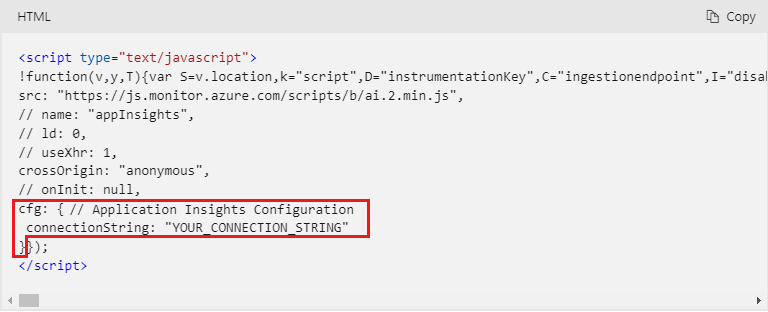 HTML
Copy
<script type="text/javascript">
!function(v,y,T){var S=v.location,k="script",D="instrumentationKey",C="ingestionendpoint",I="disa
src: "https://js.monitor.azure.com/scripts/b/ai.2.min.js",
// name: "appInsights",
// ld: 0,
// useXhr: 1,
crossOrigin: "anonymous",
// onInit: null,
cfg: { // Application Insights Configuration
connectionString: "YOUR_CONNECTION_STRING"
}});
</script>